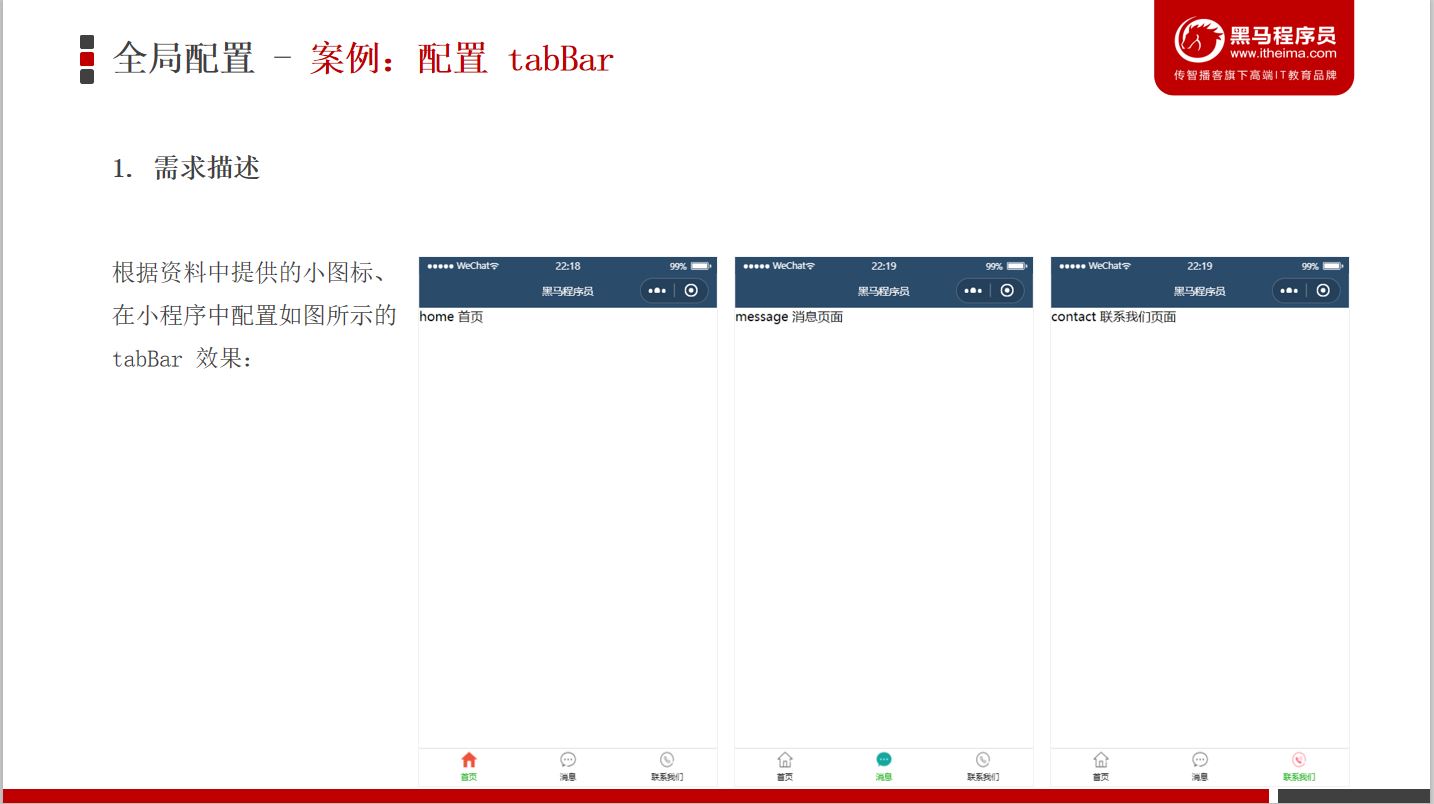 全局配置 - 案例：配置 tabBar
黑马程序员
www.itheima.com
传智播客旗下高端IT教育品牌
1. 需求描述
根据资料中提供的小图标、
在小程序中配置如图所示的
tabBar 效果：
WeChat 22:18 99%
黑马程序员
home 首页
首页 消息 联系我们
WeChat 22:19 99%
黑马程序员
message 消息页面
首页 消息 联系我们
WeChat 22:19 99%
黑马程序员
contact 联系我们页面
首页 消息 联系我们